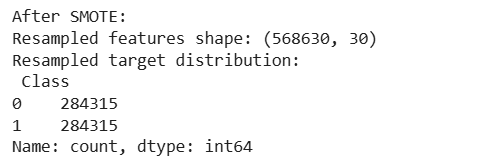 After SMOTE:
Resampled features shape: (568630, 30)
Resampled target distribution:
Class
0    284315
1    284315
Name: count, dtype: int64